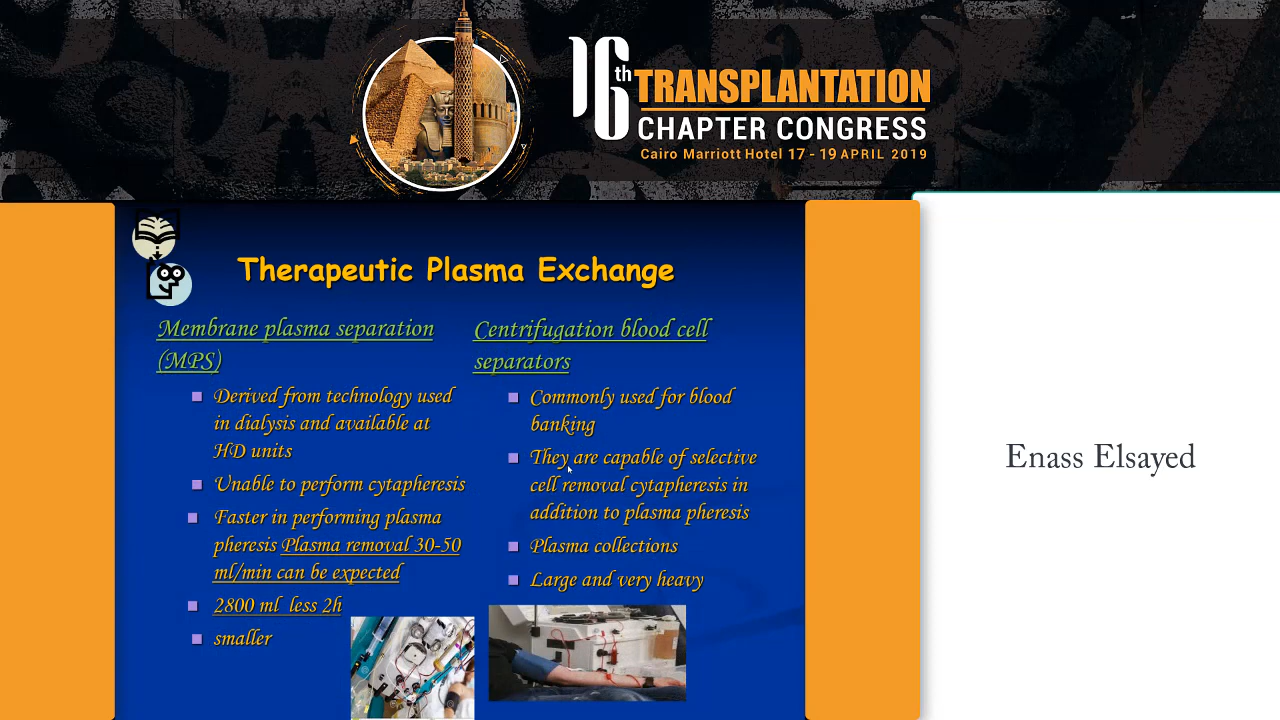 16th TRANSPLANTATION
CHAPTER CONGRESS
Cairo Marriott Hotel 17 - 19 APRIL 2019
Therapeutic Plasma Exchange
Membrane plasma separation
(MPS)
Derived from technology used
in dialysis and available at
HD units
Unable to perform cytapheresis
Faster in performing plasma
pheresis Plasma removal 30-50
ml/min can be expected
2800 ml less 2h
smaller
Centrifugation blood cell
separators
Commonly used for blood
banking
They are capable of selective
cell removal cytapheresis in
addition to plasma pheresis
Plasma collections
Large and very heavy
Enass Elsayed